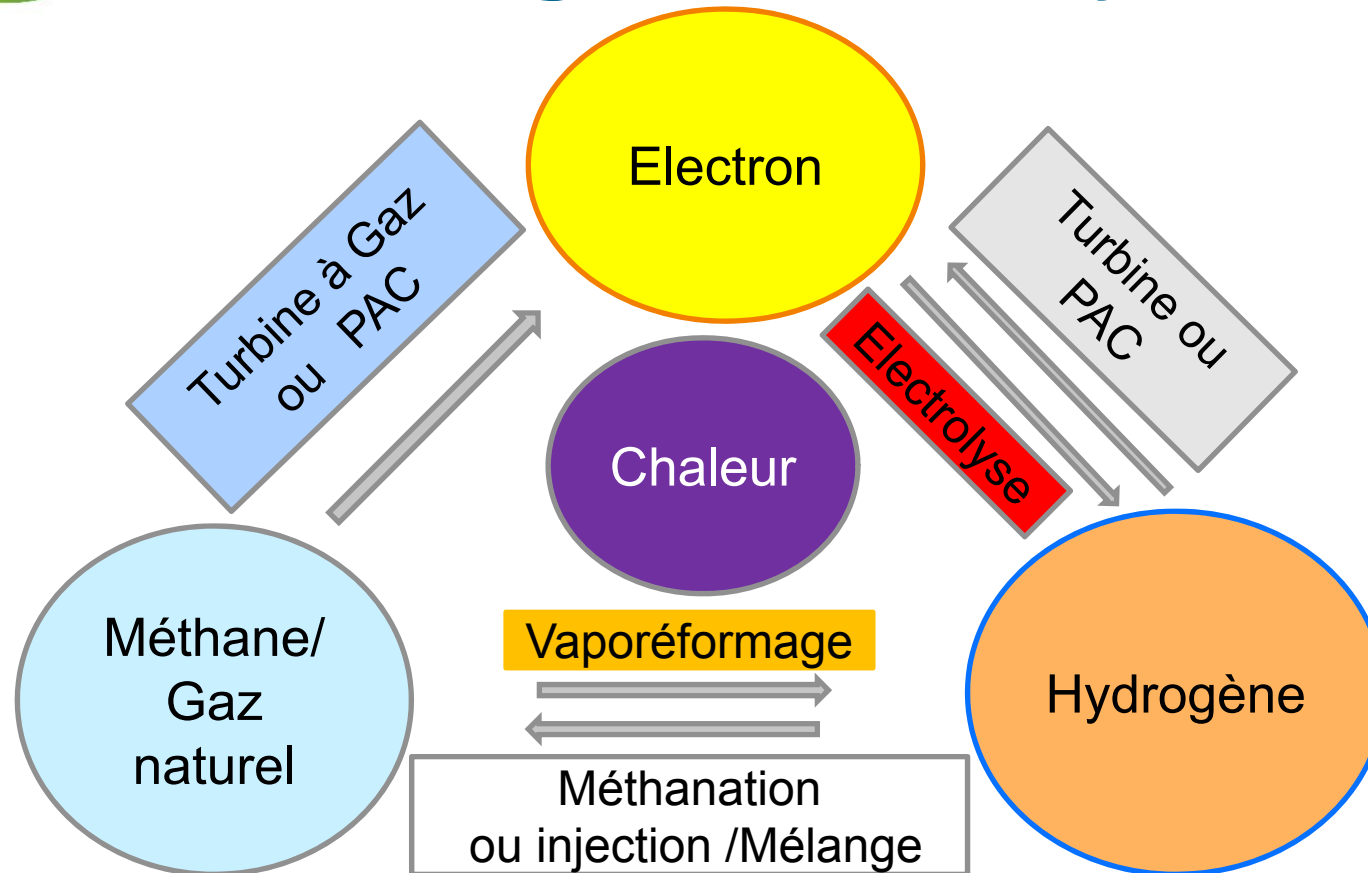 Electron
Turbine à Gaz
ou PAC
Turbine ou
PAC
Electrolyse
Chaleur
Vaporéformage
Méthane/
Gaz
naturel
Hydrogène
Méthanation
ou injection /Mélange